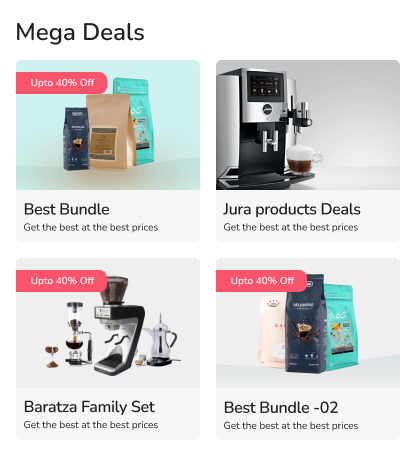 Mega Deals
Upto 40% Off
Best Bundle
Get the best at the best prices
Jura products Deals
Get the best at the best prices
Upto 40% Off
Baratza Family Set
Get the best at the best prices
Upto 40% Off
Best Bundle -02
Get the best at the best prices